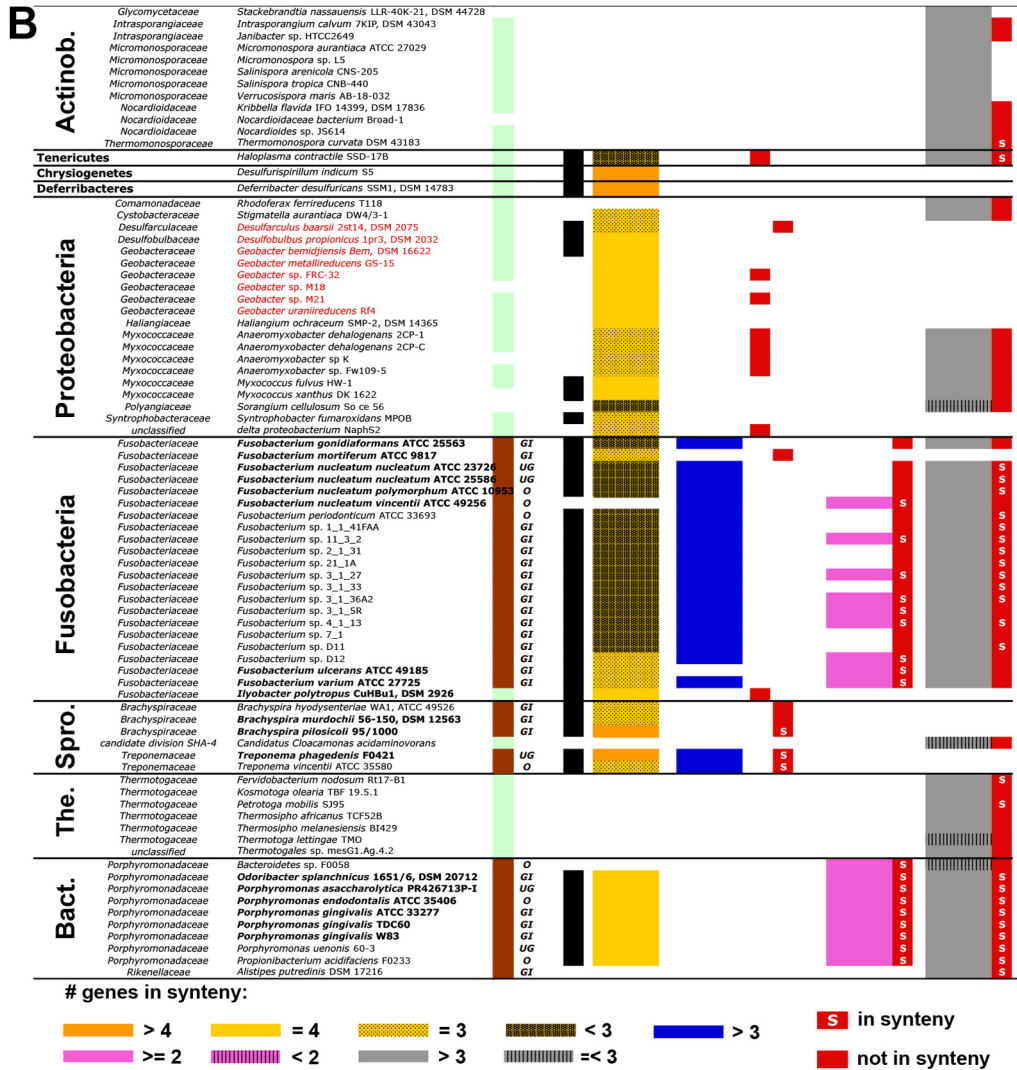 B
Actinob.
Glycomycetaceae Stackebrandtia nassauensis LLR-40K-21, DSM 44728
Intrasporangiaceae Intrasporangium calvum 7KIP, DSM 43043
Intrasporangiaceae Janibacter sp. HTCC2649
Micromonosporaceae Micromonospora aurantiaca ATCC 27029
Micromonosporaceae Micromonospora sp. L5
Micromonosporaceae Salinispora arenicola CNS-205
Micromonosporaceae Salinispora tropica CNB-440
Micromonosporaceae Verrucosispora maris AB-18-032
Nocardioidaceae Kribbella flavida IFO 14399, DSM 17836
Nocardioidaceae Nocardioidaceae bacterium Broad-1
Nocardioidaceae Nocardioides sp. JS614
Thermomonosporaceae Thermomonospora curvata DSM 43183 S
Tenericutes Haloplasma contractile SSD-17B S
Chrysiogenetes Desulfurispirillum indicum S5
Deferribacteres Deferribacter desulfuricans SSM1, DSM 14783
Proteobacteria
Comamonadaceae Rhodoferax ferrireducens T118
Cystobacteraceae Stigmatella aurantiaca DW4/3-1
Desulfarculaceae Desulfarculus baarsii 2st14, DSM 2075
Desulfobulbaceae Desulfobulbus propionicus 1pr3, DSM 2032
Geobacteraceae Geobacter bemidjiensis Bem, DSM 16622
Geobacteraceae Geobacter metallireducens GS-15
Geobacteraceae Geobacter sp. FRC-32
Geobacteraceae Geobacter sp. M18
Geobacteraceae Geobacter sp. M21
Geobacteraceae Geobacter uraniireducens Rf4
Haliangiaceae Haliangium ochraceum SMP-2, DSM 14365
Myxococcaceae Anaeromyxobacter dehalogenans 2CP-1
Myxococcaceae Anaeromyxobacter dehalogenans 2CP-C
Myxococcaceae Anaeromyxobacter sp K
Myxococcaceae Anaeromyxobacter sp. Fw109-5
Myxococcaceae Myxococcus fulvus HW-1
Myxococcaceae Myxococcus xanthus DK 1622
Polyangiaceae Sorangium cellulosum So ce 56
Syntrophobacteraceae Syntrophobacter fumaroxidans MPOB
unclassified delta proteobacterium NaphS2
Fusobacteria
Fusobacteriaceae Fusobacterium gonidiaformans ATCC 25563 GI
Fusobacteriaceae Fusobacterium mortiferum ATCC 9817 GI
Fusobacteriaceae Fusobacterium nucleatum nucleatum ATCC 23726 UG S
Fusobacteriaceae Fusobacterium nucleatum nucleatum ATCC 25586 UG S
Fusobacteriaceae Fusobacterium nucleatum polymorphum ATCC 10953 O S
Fusobacteriaceae Fusobacterium nucleatum vincentii ATCC 49256 O S
Fusobacteriaceae Fusobacterium periodonticum ATCC 33693 O S
Fusobacteriaceae Fusobacterium sp. 1_1_41FAA GI S
Fusobacteriaceae Fusobacterium sp. 11_3_2 GI S S
Fusobacteriaceae Fusobacterium sp. 2_1_31 GI S
Fusobacteriaceae Fusobacterium sp. 21_1A GI S
Fusobacteriaceae Fusobacterium sp. 3_1_27 GI S S
Fusobacteriaceae Fusobacterium sp. 3_1_33 GI S
Fusobacteriaceae Fusobacterium sp. 3_1_36A2 GI S S
Fusobacteriaceae Fusobacterium sp. 3_1_5R GI S
Fusobacteriaceae Fusobacterium sp. 4_1_13 GI S S
Fusobacteriaceae Fusobacterium sp. 7_1 GI
Fusobacteriaceae Fusobacterium sp. D11 GI S
Fusobacteriaceae Fusobacterium sp. D12 GI S
Fusobacteriaceae Fusobacterium ulcerans ATCC 49185 GI S
Fusobacteriaceae Fusobacterium varium ATCC 27725 GI S
Fusobacteriaceae Ilyobacter polytropus CuHBu1, DSM 2926
Spro.
Brachyspiraceae Brachyspira hyodysenteriae WA1, ATCC 49526 GI
Brachyspiraceae Brachyspira murdochii 56-150, DSM 12563 GI
Brachyspiraceae Brachyspira pilosicoli 95/1000 GI S
candidate division SHA-4 Candidatus Cloacamonos acidaminovorans
Treponemaceae Treponema phagedenis F0421 UG S
Treponemaceae Treponema vincentii ATCC 35580 O S
The.
Thermotogaceae Fervidobacterium nodosum Rt17-B1 S
Thermotogaceae Kosmotoga olearia TBF 19.5.1
Thermotogaceae Petrotoga mobilis SJ95 S
Thermotogaceae Thermosipho africanus TCF52B
Thermotogaceae Thermosipho melanesiensis BI429
Thermotogaceae Thermotoga lettingae TMO
unclassified Thermotogales sp. mesG1.Ag.4.2
Bact.
Porphyromonadaceae Bacteroidetes sp. F0058 O S S
Porphyromonadaceae Odoribacter splanchnicus 1651/6, DSM 20712 GI S S
Porphyromonadaceae Porphyromonas asaccharolytica PR426713P-I UG S S
Porphyromonadaceae Porphyromonas endodontalis ATCC 35406 O S S
Porphyromonadaceae Porphyromonas gingivalis ATCC 33277 GI S S
Porphyromonadaceae Porphyromonas gingivalis TDC60 GI S S
Porphyromonadaceae Porphyromonas gingivalis W83 GI S S
Porphyromonadaceae Porphyromonas uenonis 60-3 UG S S
Porphyromonadaceae Propionibacterium acidifaciens F0233 O S S
Rikenellaceae Alistipes putredinis DSM 17216 GI S
# genes in synteny:
> 4 = 4 = 3 < 3 > 3 S in synteny
>= 2 < 2 > 3 =< 3 not in synteny